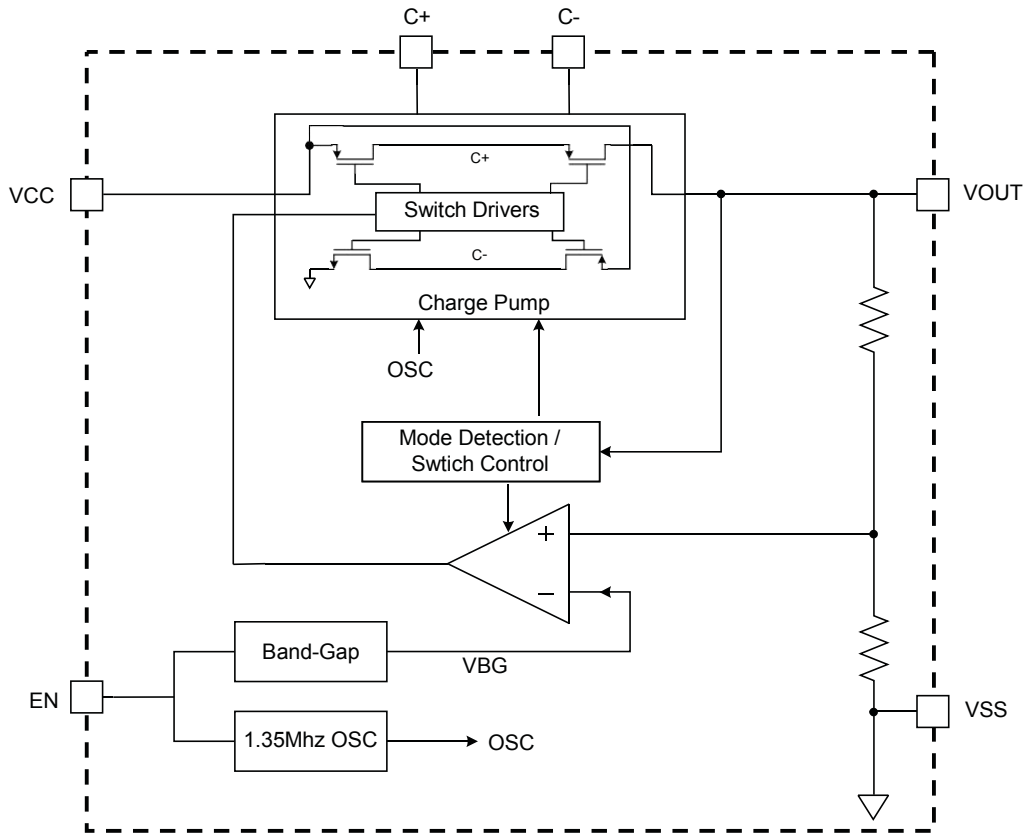 C+
C-
C+
VCC
VOUT
Switch Drivers
C-
Charge Pump
OSC
Mode Detection /
Swtich Control
+
−
Band-Gap
VBG
EN
VSS
1.35Mhz OSC
OSC